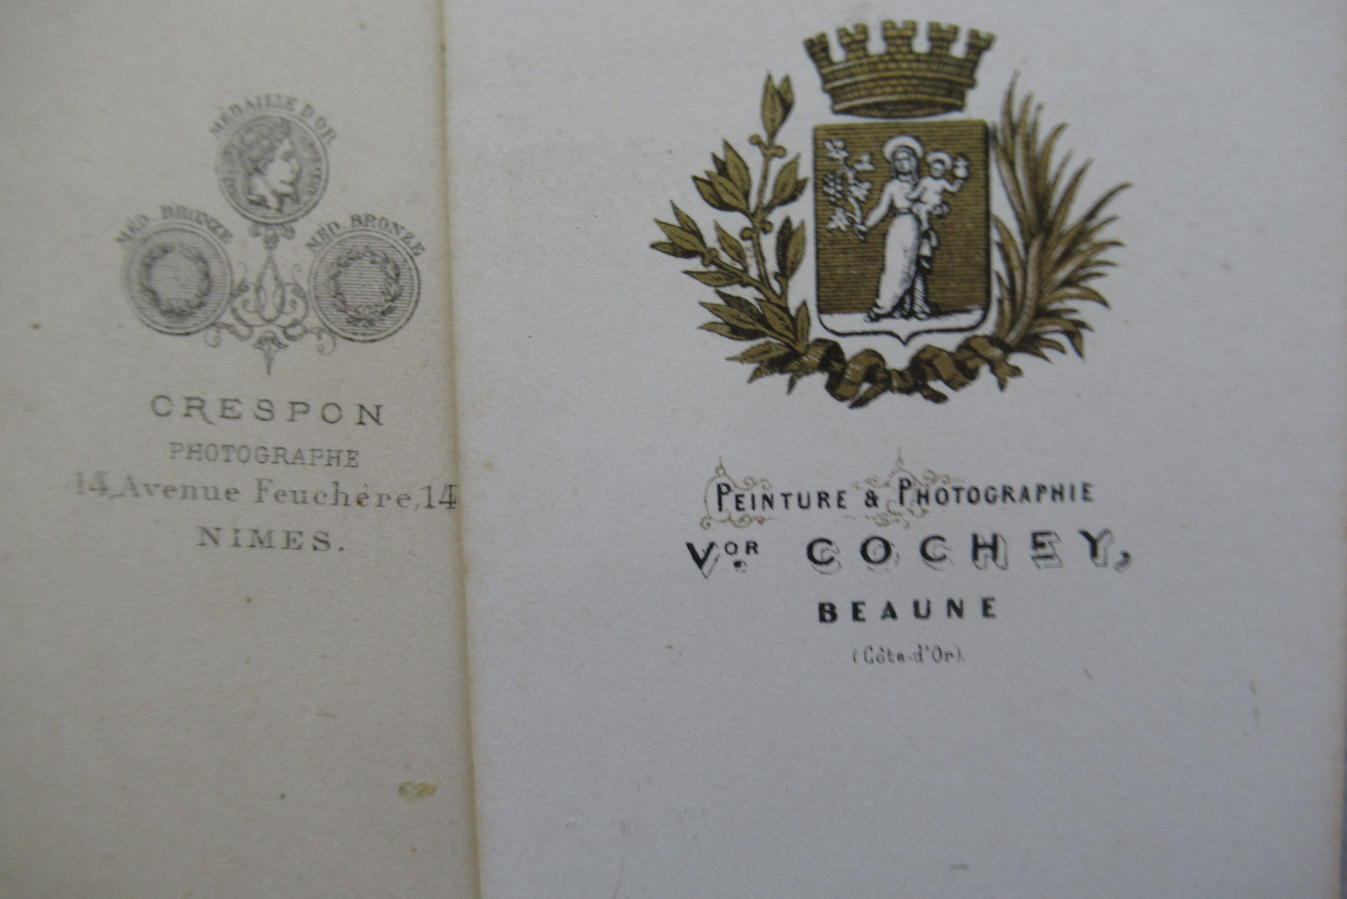 MÉDAILLE D'OR
MÉD. BRONZE
MÉD. BRONZE
CRESPON
PHOTOGRAPHE
14, Avenue Feuchère, 14
NIMES.
PEINTURE & PHOTOGRAPHIE
VOR. COCHEY,
BEAUNE
(Côte-d'Or).